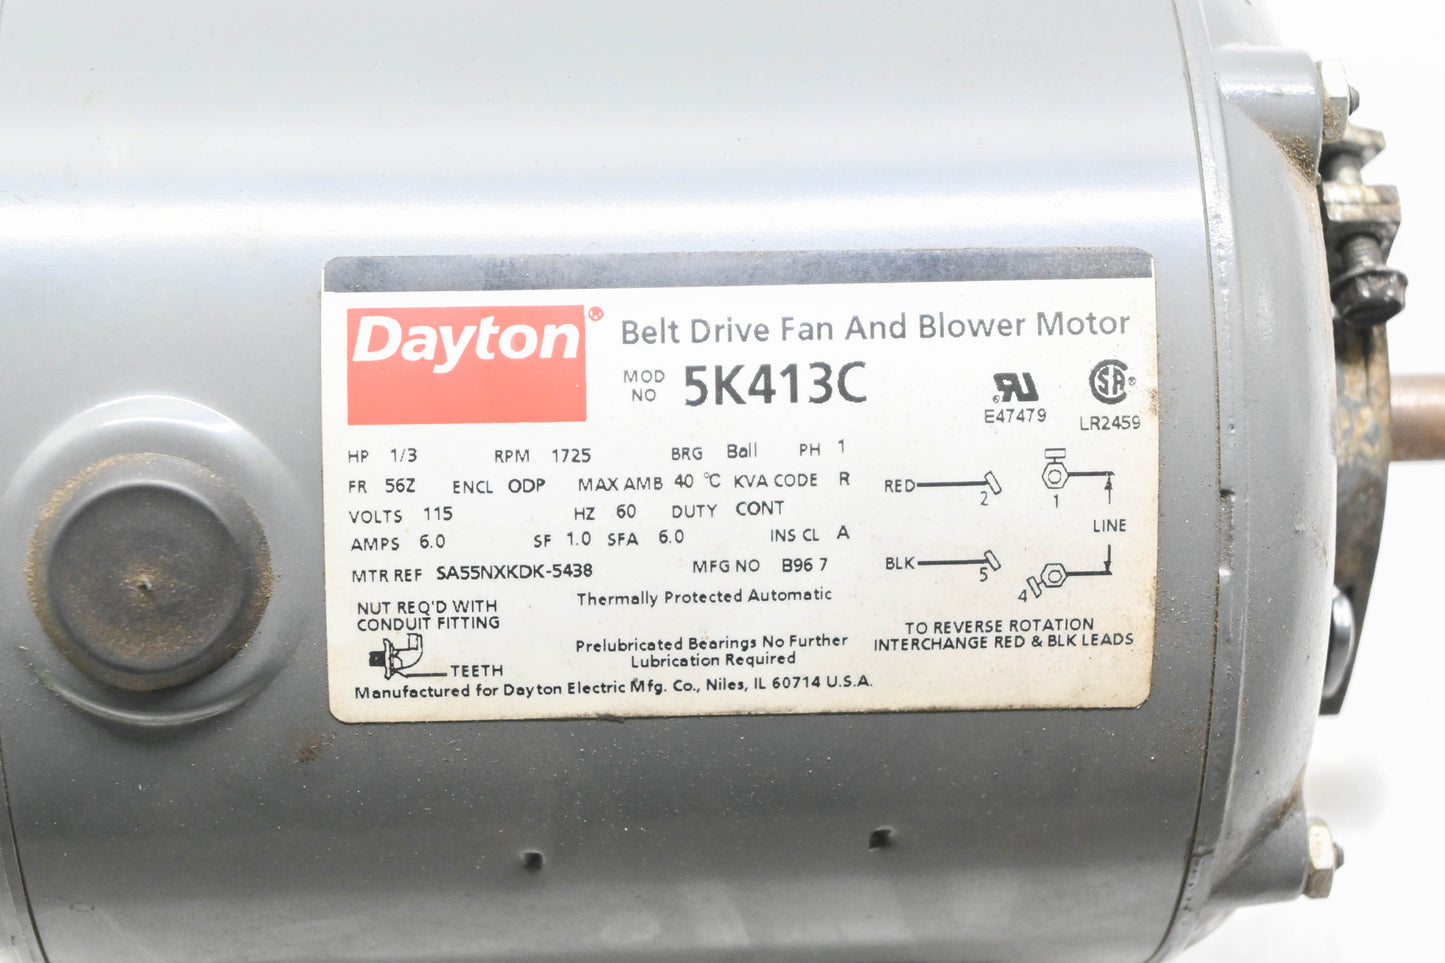 Dayton®
Belt Drive Fan And Blower Motor
MOD NO 5K413C
E47479
LR2459
HP 1/3 RPM 1725 BRG Ball PH 1
FR 56Z ENCL ODP MAX AMB 40 °C KVA CODE R
VOLTS 115 HZ 60 DUTY CONT
AMPS 6.0 SF 1.0 SFA 6.0 INS CL A
MTR REF SA55NXKDK-5438 MFG NO B96 7
Thermally Protected Automatic
NUT REQ'D WITH
CONDUIT FITTING
TEETH
Prelubricated Bearings No Further
Lubrication Required
Manufactured for Dayton Electric Mfg. Co., Niles, IL 60714 U.S.A.
RED 2 1
LINE
BLK 5 4
TO REVERSE ROTATION
INTERCHANGE RED & BLK LEADS